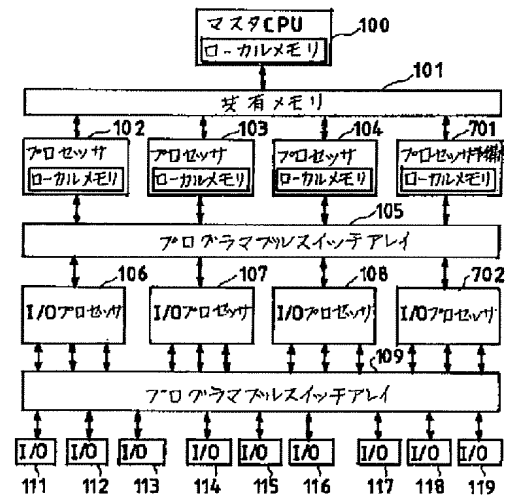 マスタCPU 100
ローカルメモリ
101
共有メモリ
102 103 104 701
プロセッサ プロセッサ プロセッサ プロセッサ予備
ローカルメモリ ローカルメモリ ローカルメモリ ローカルメモリ
105
プログラマブルスイッチアレイ
106 107 108 702
I/Oプロセッサ I/Oプロセッサ I/Oプロセッサ I/Oプロセッサ
109
プログラマブルスイッチアレイ
I/O I/O I/O I/O I/O I/O I/O I/O I/O
111 112 113 114 115 116 117 118 119